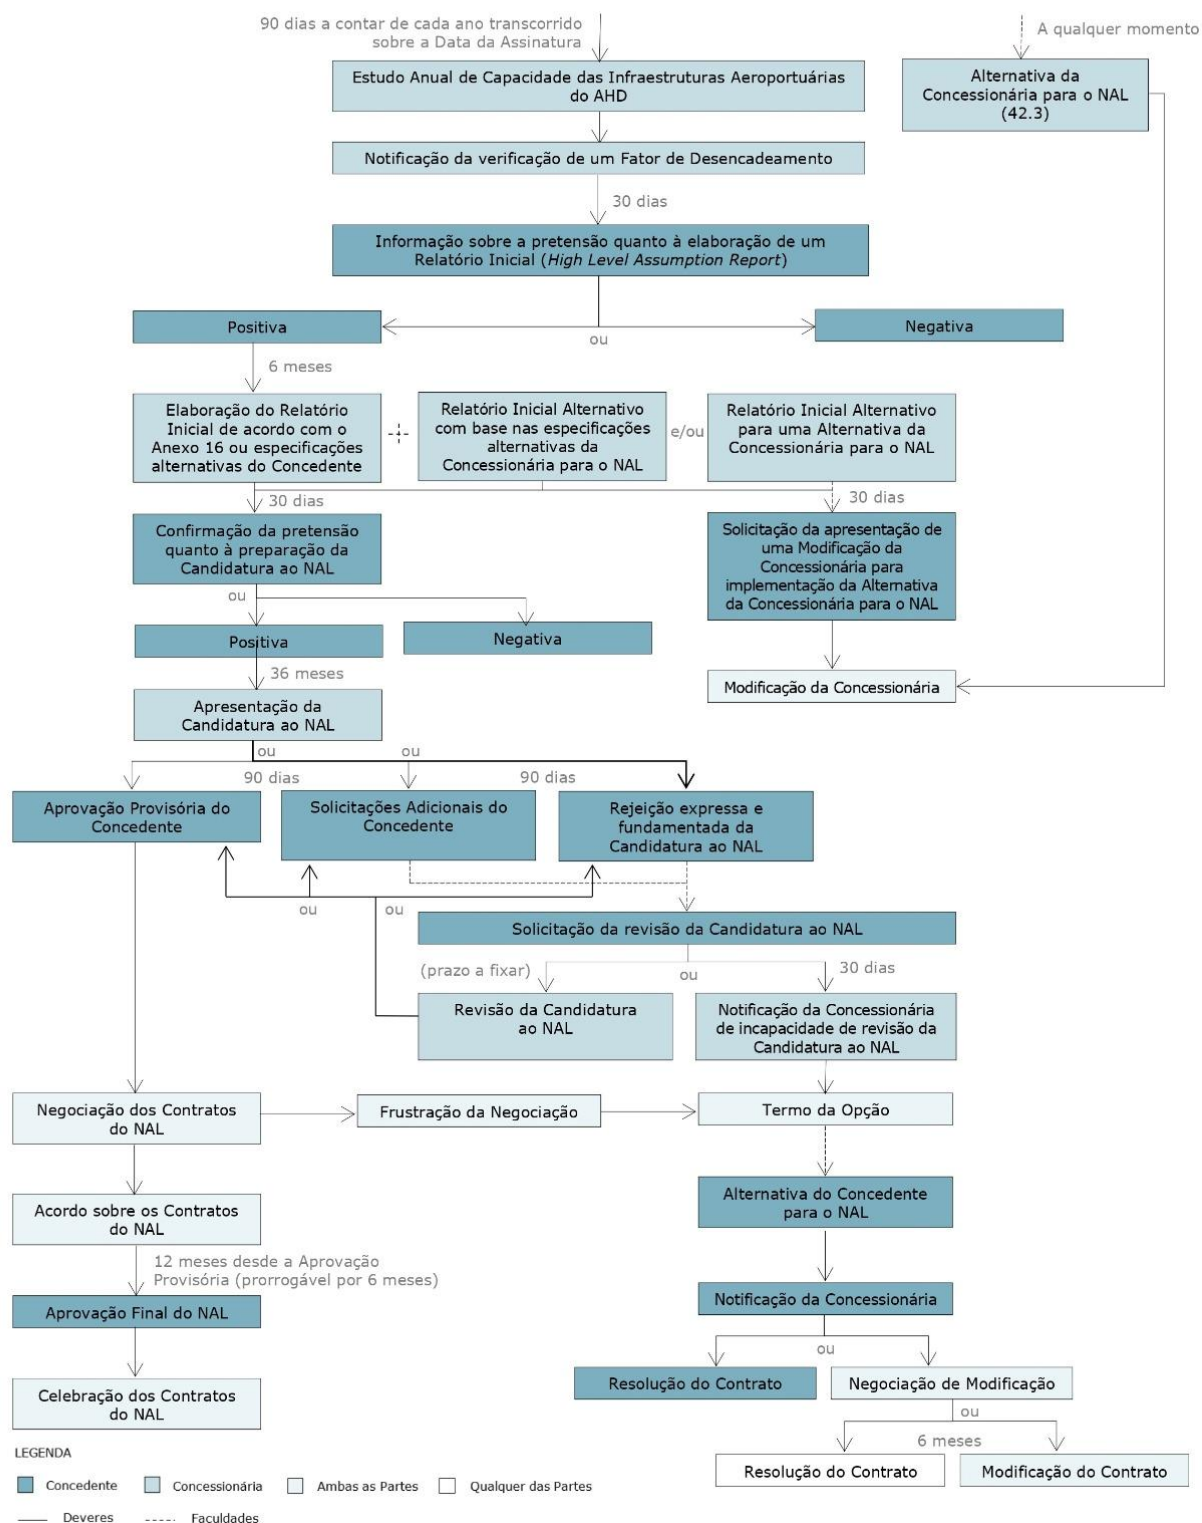 90 dias a contar de cada ano transcorrido
sobre a Data da Assinatura
A qualquer momento
Estudo Anual de Capacidade das Infraestruturas Aeroportuárias
do AHD
Alternativa da
Concessionária para o NAL
(42.3)
Notificação da verificação de um Fator de Desencadeamento
30 dias
Informação sobre a pretensão quanto à elaboração de um
Relatório Inicial (High Level Assumption Report)
Positiva
ou
Negativa
6 meses
Elaboração do Relatório
Inicial de acordo com o
Anexo 16 ou especificações
alternativas do Concedente
Relatório Inicial Alternativo
com base nas especificações
alternativas da
Concessionária para o NAL
e/ou
Relatório Inicial Alternativo
para uma Alternativa da
Concessionária para o NAL
30 dias
30 dias
Confirmação da pretensão
quanto à preparação da
Candidatura ao NAL
Solicitação da apresentação de
uma Modificação da
Concessionária para
implementação da Alternativa
da Concessionária para o NAL
ou
Positiva
Negativa
36 meses
Modificação da Concessionária
Apresentação da
Candidatura ao NAL
ou
ou
90 dias
90 dias
Aprovação Provisória do
Concedente
Solicitações Adicionais do
Concedente
Rejeição expressa e
fundamentada da
Candidatura ao NAL
ou
ou
Solicitação da revisão da Candidatura ao NAL
(prazo a fixar)
ou
30 dias
Revisão da Candidatura
ao NAL
Notificação da Concessionária
de incapacidade de revisão da
Candidatura ao NAL
Negociação dos Contratos
do NAL
Frustração da Negociação
Termo da Opção
Acordo sobre os Contratos
do NAL
Alternativa do Concedente
para o NAL
12 meses desde a Aprovação
Provisória (prorrogável por 6 meses)
Aprovação Final do NAL
Notificação da Concessionária
ou
Celebração dos Contratos
do NAL
Resolução do Contrato
Negociação de Modificação
ou
6 meses
Resolução do Contrato
Modificação do Contrato
LEGENDA
Concedente
Concessionária
Ambas as Partes
Qualquer das Partes
Deveres
Faculdades